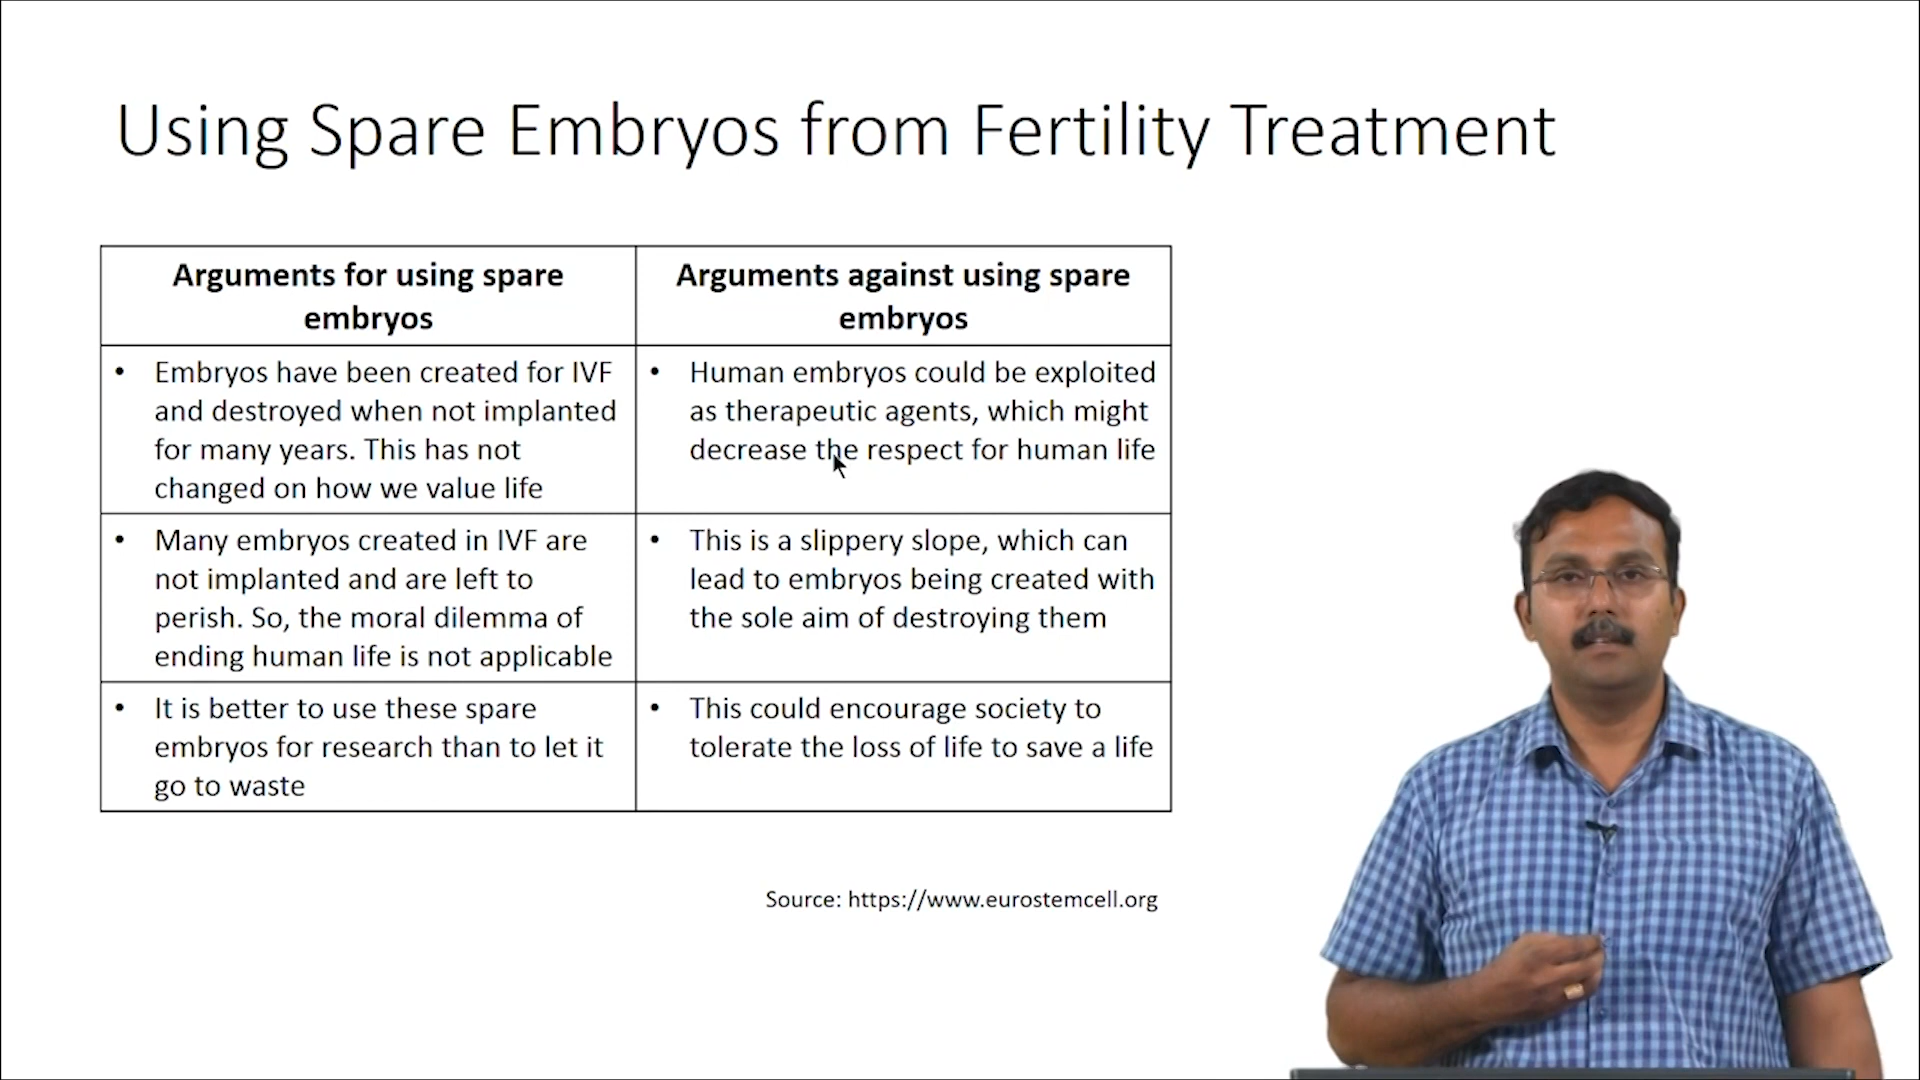 Using Spare Embryos from Fertility Treatment
Arguments for using spare
embryos
Arguments against using spare
embryos
• Embryos have been created for IVF
and destroyed when not implanted
for many years. This has not
changed on how we value life
• Human embryos could be exploited
as therapeutic agents, which might
decrease the respect for human life
• Many embryos created in IVF are
not implanted and are left to
perish. So, the moral dilemma of
ending human life is not applicable
• This is a slippery slope, which can
lead to embryos being created with
the sole aim of destroying them
• It is better to use these spare
embryos for research than to let it
go to waste
• This could encourage society to
tolerate the loss of life to save a life
Source: https://www.eurostemcell.org